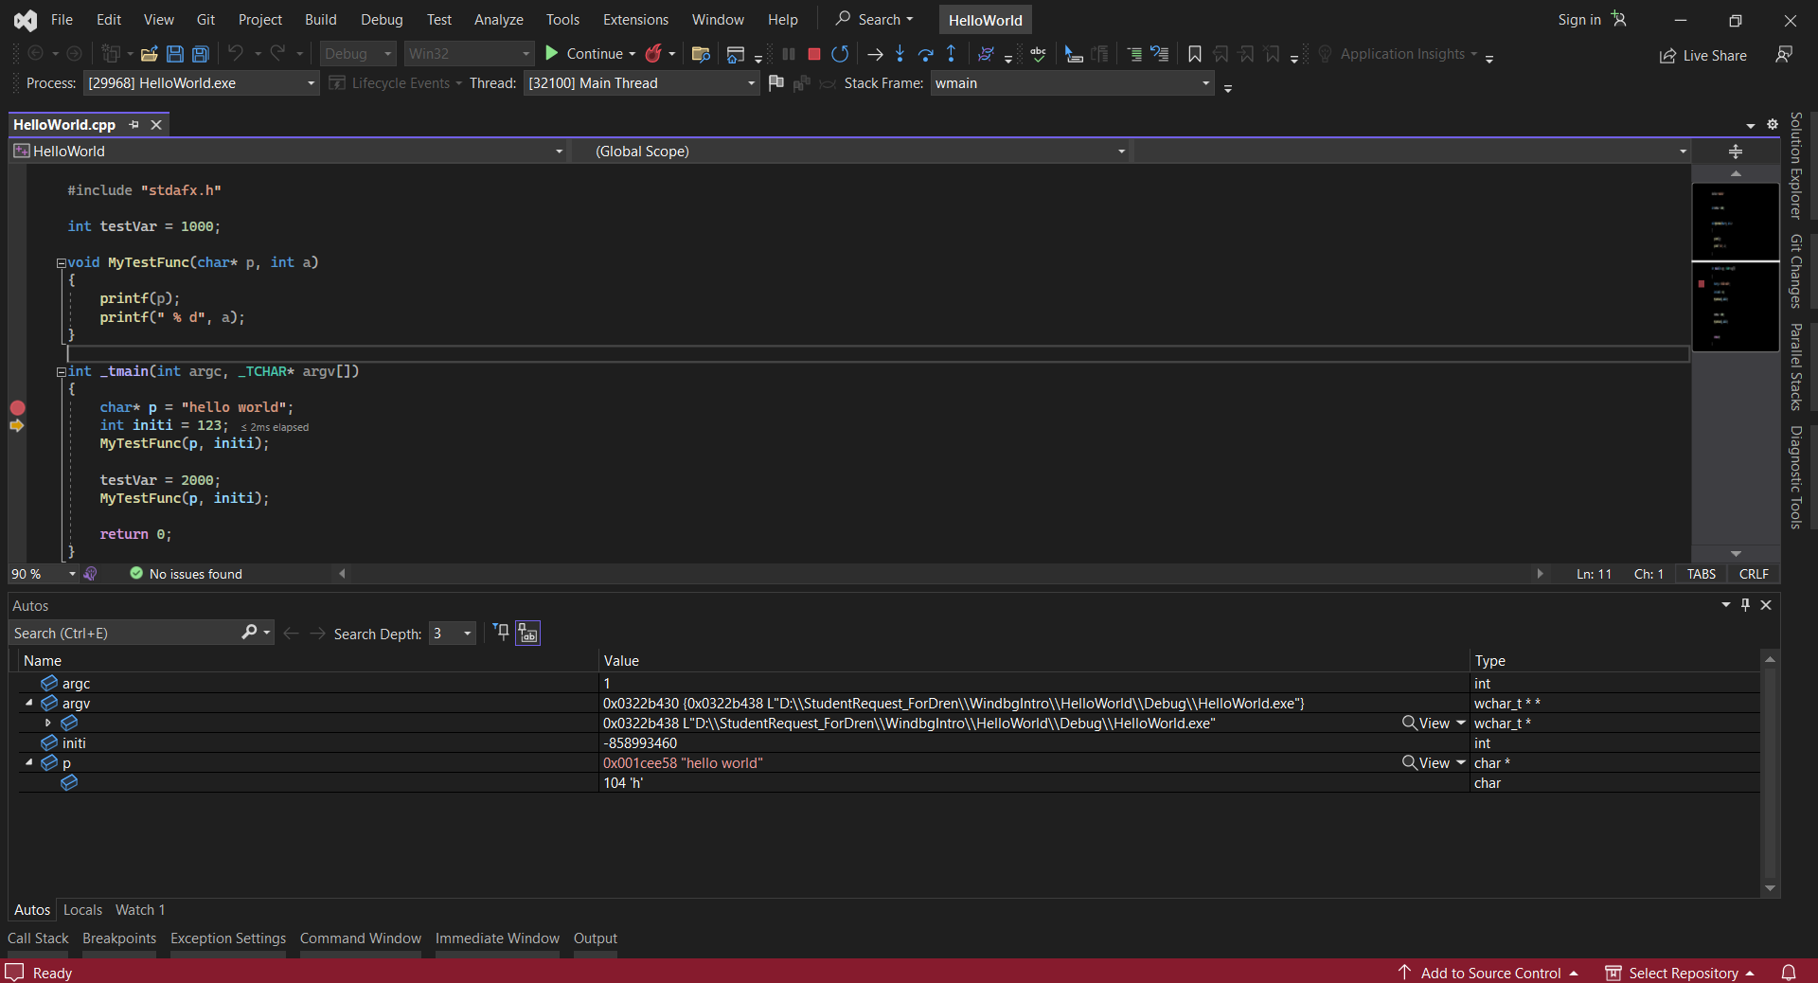 File Edit View Git Project Build Debug Test Analyze Tools Extensions Window Help Search HelloWorld Sign in
Debug Win32 Continue Application Insights Live Share
Process: [29968] HelloWorld.exe Lifecycle Events Thread: [32100] Main Thread Stack Frame: wmain
HelloWorld.cpp
HelloWorld (Global Scope)
#include "stdafx.h"
int testVar = 1000;
void MyTestFunc(char* p, int a)
{
printf(p);
printf(" % d", a);
}
int _tmain(int argc, _TCHAR* argv[])
{
char* p = "hello world";
int initi = 123; ≤ 2ms elapsed
MyTestFunc(p, initi);
testVar = 2000;
MyTestFunc(p, initi);
return 0;
}
Solution Explorer
Git Changes
Parallel Stacks
Diagnostic Tools
90 % No issues found Ln: 11 Ch: 1 TABS CRLF
Autos
Search (Ctrl+E) Search Depth: 3
Name Value Type
argc 1 int
argv 0x0322b430 {0x0322b438 L"D:\\StudentRequest_ForDren\\WindbgIntro\\HelloWorld\\Debug\\HelloWorld.exe"} wchar_t * *
0x0322b438 L"D:\\StudentRequest_ForDren\\WindbgIntro\\HelloWorld\\Debug\\HelloWorld.exe" View wchar_t *
initi -858993460 int
p 0x001cee58 "hello world" View char *
104 'h' char
Autos Locals Watch 1
Call Stack Breakpoints Exception Settings Command Window Immediate Window Output
Ready Add to Source Control Select Repository